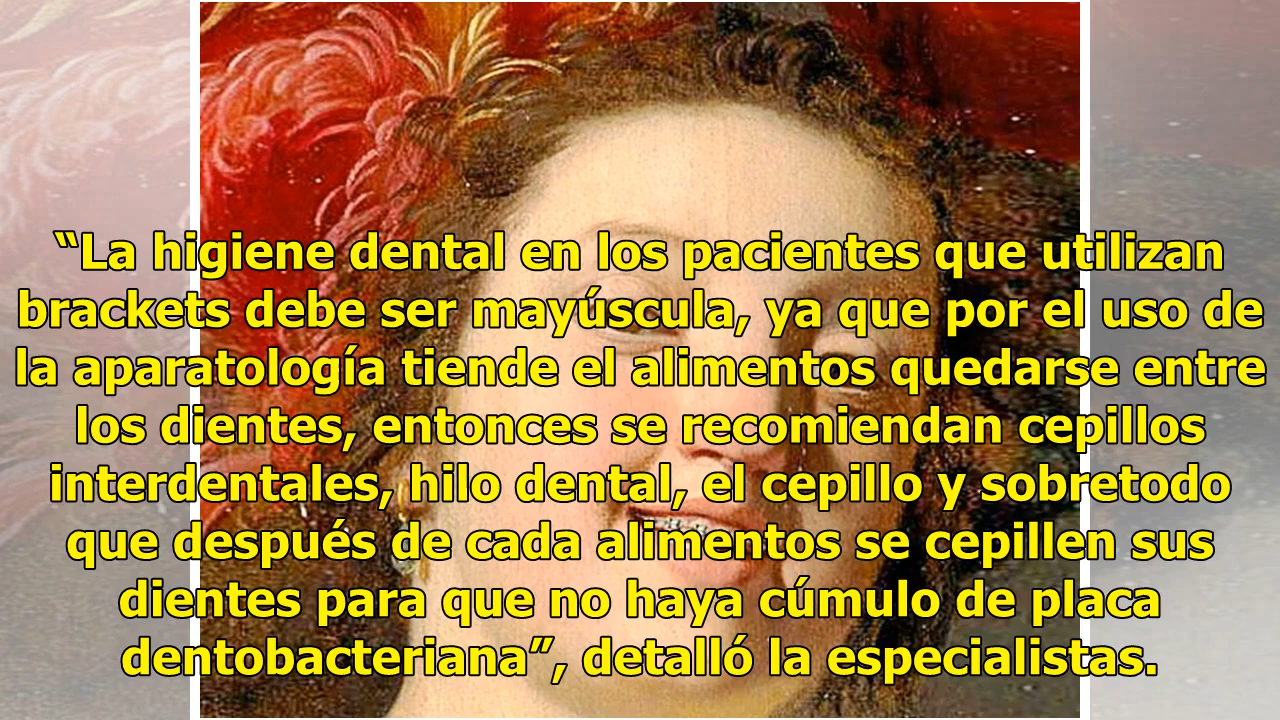 “La higiene dental en los pacientes que utilizan
brackets debe ser mayúscula, ya que por el uso de
la aparatología tiende el alimentos quedarse entre
los dientes, entonces se recomiendan cepillos
interdentales, hilo dental, el cepillo y sobretodo
que después de cada alimentos se cepillen sus
dientes para que no haya cúmulo de placa
dentobacteriana”, detalló la especialistas.